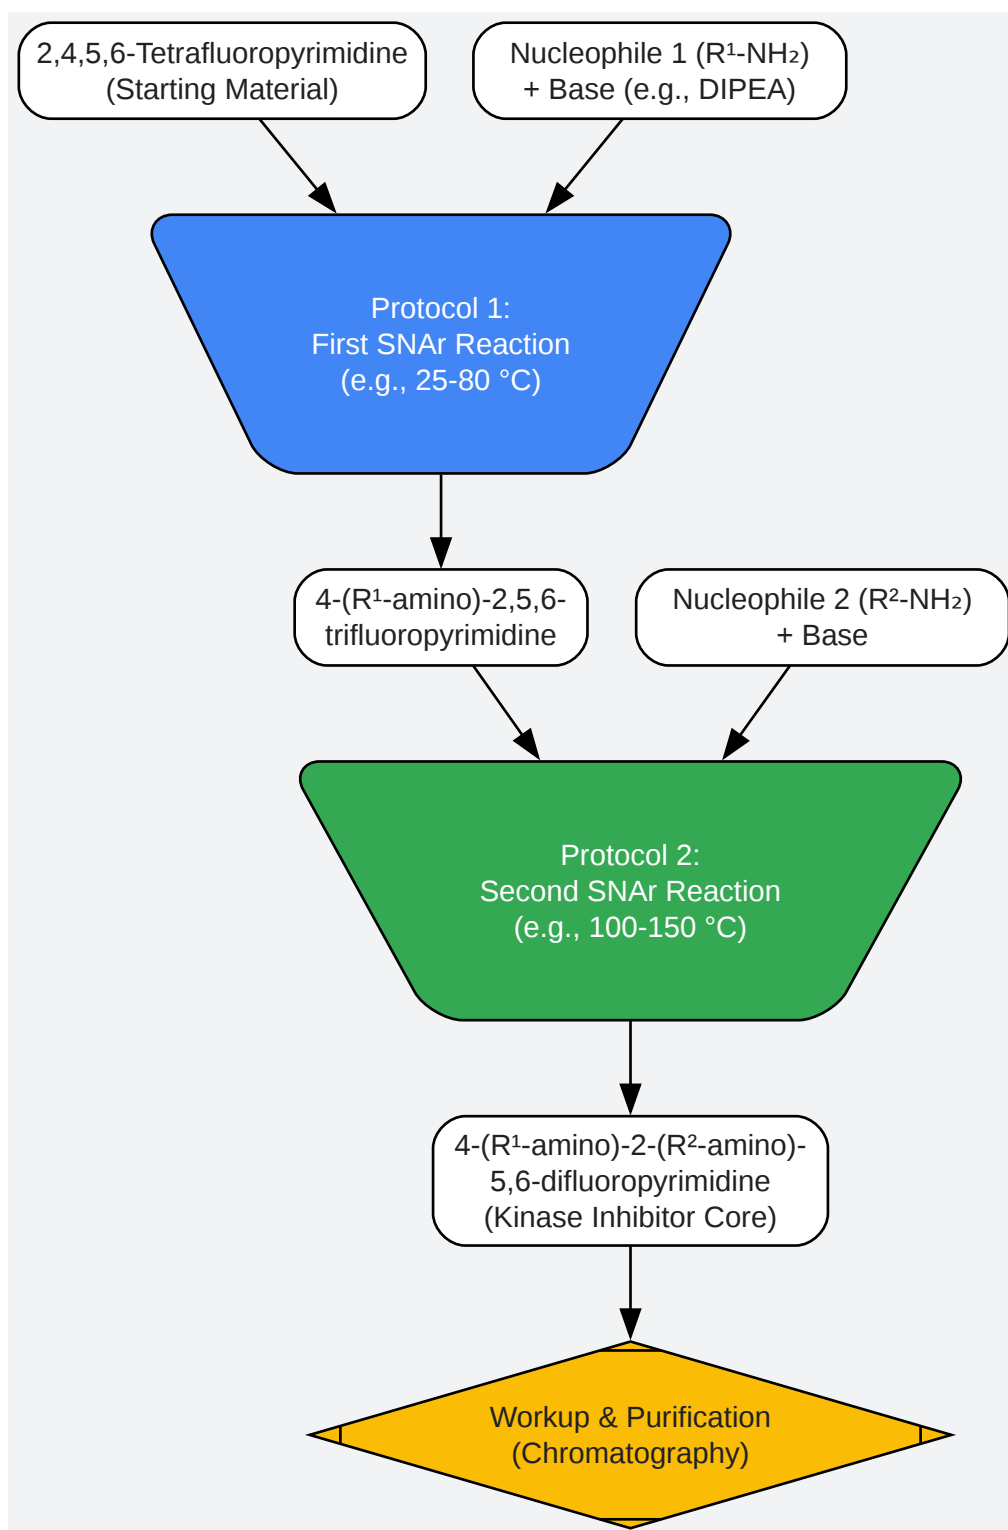 2,4,5,6-Tetrafluoropyrimidine
(Starting Material)
Nucleophile 1 (R¹-NH₂)
+ Base (e.g., DIPEA)
Protocol 1:
First SNAr Reaction
(e.g., 25-80 °C)
4-(R¹-amino)-2,5,6-
trifluoropyrimidine
Nucleophile 2 (R²-NH₂)
+ Base
Protocol 2:
Second SNAr Reaction
(e.g., 100-150 °C)
4-(R¹-amino)-2-(R²-amino)-
5,6-difluoropyrimidine
(Kinase Inhibitor Core)
Workup & Purification
(Chromatography)